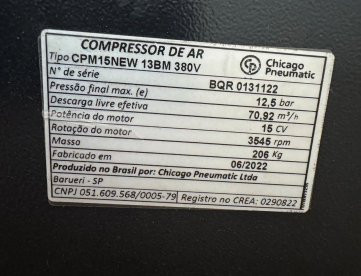 COMPRESSOR DE AR
CP Chicago Pneumatic
Tipo CPM15NEW 13BM 380V
N° de série BQR 0131122
Pressão final max. (e) 12,5 bar
Descarga livre efetiva 70.92 m³/h
Potência do motor 15 CV
Rotação do motor 3545 rpm
Massa 206 Kg
Fabricado em 06/2022
Produzido no Brasil por: Chicago Pneumatic Ltda
Barueri - SP
CNPJ 051.609.568/0005-79 Registro no CREA: 0290822